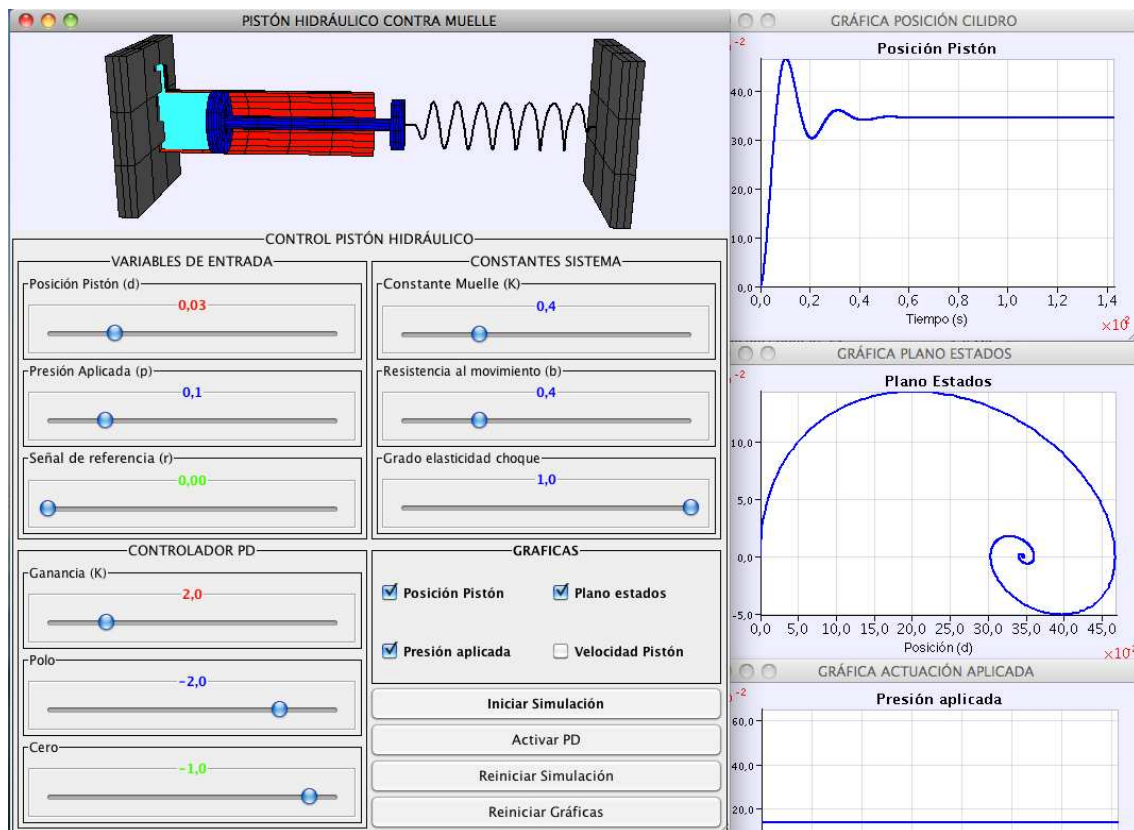 PISTÓN HIDRÁULICO CONTRA MUELLE
CONTROL PISTÓN HIDRÁULICO
VARIABLES DE ENTRADA
Posición Pistón (d)
0,03
Presión Aplicada (p)
0,1
Señal de referencia (r)
0,00
CONTROLADOR PD
Ganancia (K)
2,0
Polo
-2,0
Cero
-1,0
CONSTANTES SISTEMA
Constante Muelle (K)
0,4
Resistencia al movimiento (b)
0,4
Grado elasticidad choque
1,0
GRAFICAS
Posición Pistón
Plano estados
Presión aplicada
Velocidad Pistón
Iniciar Simulación
Activar PD
Reiniciar Simulación
Reiniciar Gráficas
GRÁFICA POSICIÓN CILIDRO
-2
Posición Pistón
40,0
30,0
20,0
10,0
0,0
0,0 0,2 0,4 0,6 0,8 1,0 1,2 1,4
Tiempo (s)
×10²
GRÁFICA PLANO ESTADOS
-2
Plano Estados
10,0
5,0
0,0
-5,0
0,0 5,0 10,0 15,0 20,0 25,0 30,0 35,0 40,0 45,0
Posición (d)
×10⁻²
GRÁFICA ACTUACIÓN APLICADA
-2
Presión aplicada
60,0
40,0
20,0